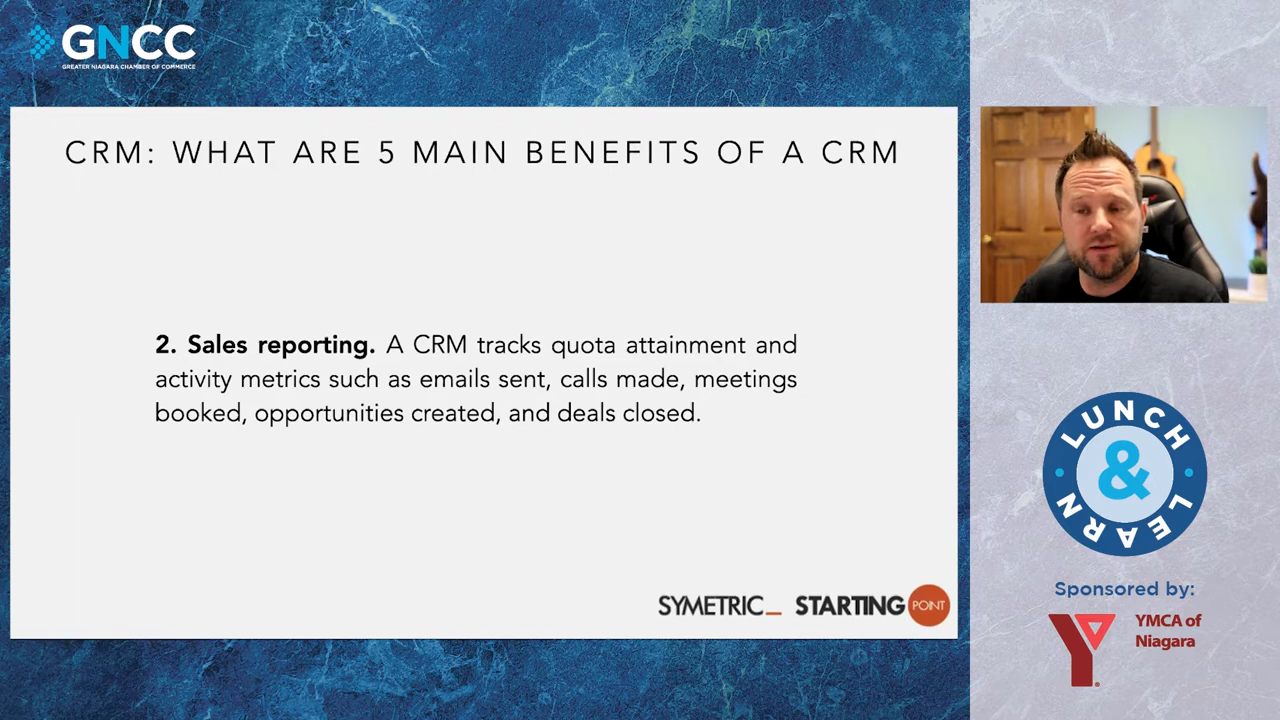 GNCC
GREATER NIAGARA CHAMBER OF COMMERCE
CRM: WHAT ARE 5 MAIN BENEFITS OF A CRM
2. Sales reporting. A CRM tracks quota attainment and
activity metrics such as emails sent, calls made, meetings
booked, opportunities created, and deals closed.
SYMETRIC_ STARTING POINT
LUNCH
&
LEARN
Sponsored by:
YMCA of
Niagara